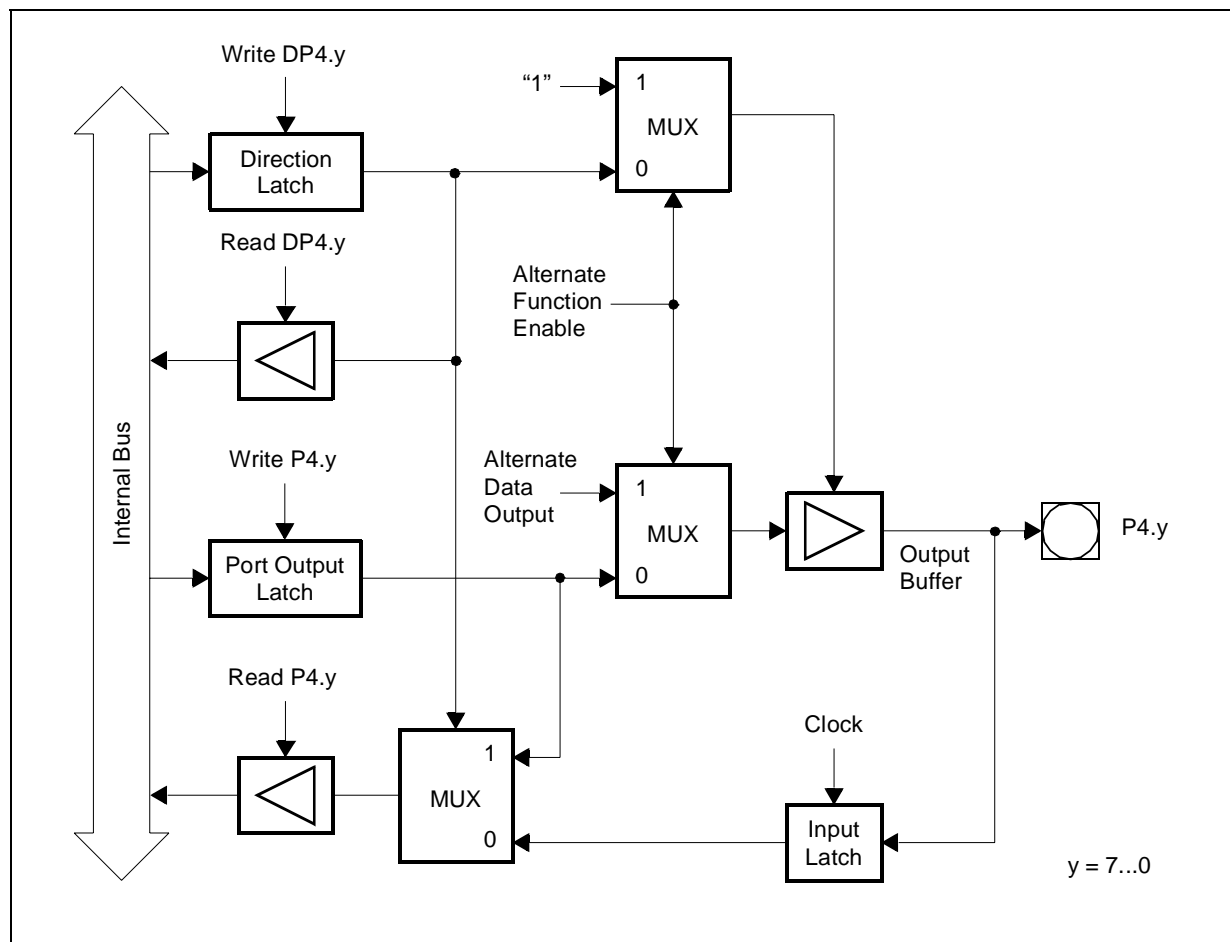 Write DP4.y
“1”
1
MUX
0
Direction
Latch
Read DP4.y
Alternate
Function
Enable
Internal Bus
Write P4.y
Alternate
Data
Output
1
MUX
0
P4.y
Output
Buffer
Port Output
Latch
Read P4.y
Clock
1
MUX
0
Input
Latch
y = 7...0